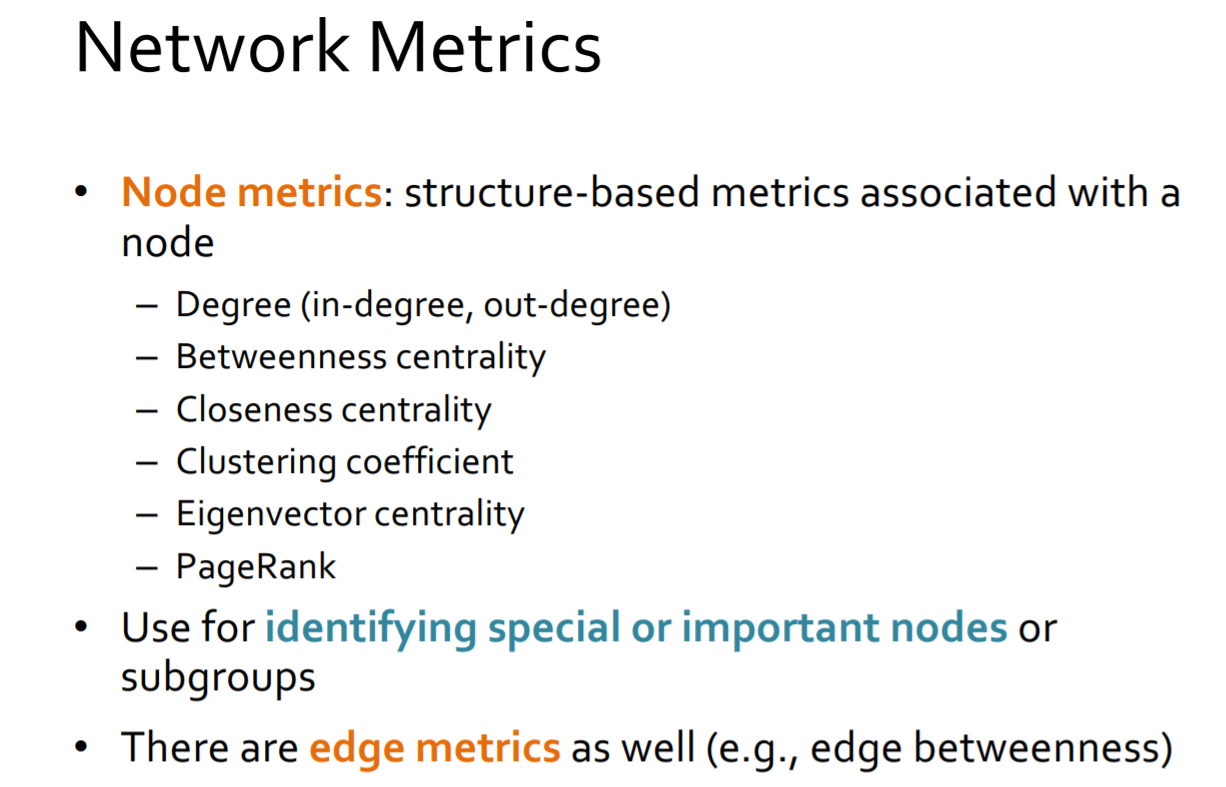 Network Metrics
• Node metrics: structure-based metrics associated with a
node
– Degree (in-degree, out-degree)
– Betweenness centrality
– Closeness centrality
– Clustering coefficient
– Eigenvector centrality
– PageRank
• Use for identifying special or important nodes or
subgroups
• There are edge metrics as well (e.g., edge betweenness)